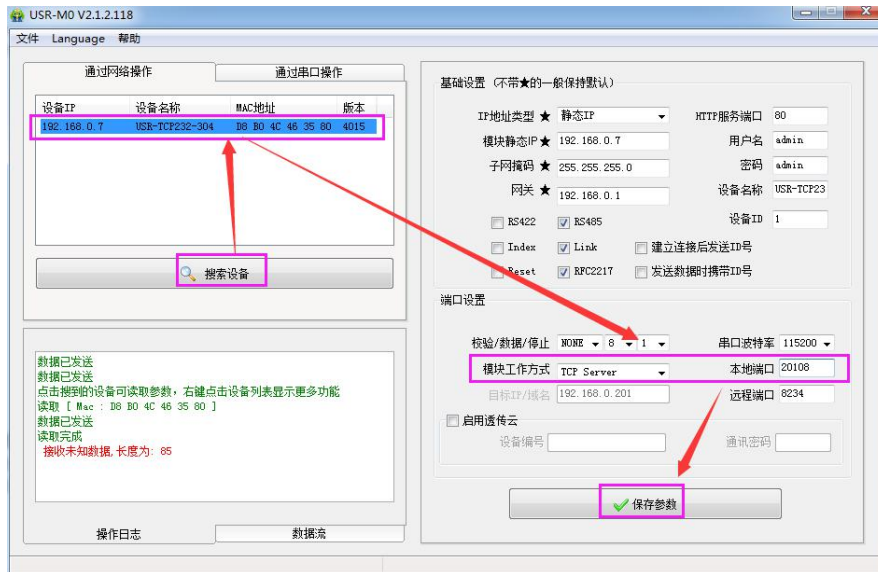 USR-M0 V2.1.2.118
文件 Language 帮助
通过网络操作 通过串口操作
设备IP 设备名称 MAC地址 版本
192.168.0.7 USR-TCP232-304 D8 B0 4C 46 35 80 4015
搜索设备
数据已发送
数据已发送
点击搜到的设备可读取参数，右键点击设备列表显示更多功能
读取 [ Mac : D8 B0 4C 46 35 80 ]
数据已发送
读取完成
接收未知数据,长度为: 85
操作日志 数据流
基础设置 (不带★的一般保持默认)
IP地址类型 ★ 静态IP HTTP服务端口 80
模块静态IP★ 192.168.0.7 用户名 admin
子网掩码 ★ 255.255.255.0 密码 admin
网关 ★ 192.168.0.1 设备名称 USR-TCP23
RS422 RS485 设备ID 1
Index Link 建立连接后发送ID号
Reset RFC2217 发送数据时携带ID号
端口设置
校验/数据/停止 NONE 8 1 串口波特率 115200
模块工作方式 TCP Server 本地端口 20108
目标IP/域名 192.168.0.201 远程端口 8234
启用透传云
设备编号 通讯密码
保存参数